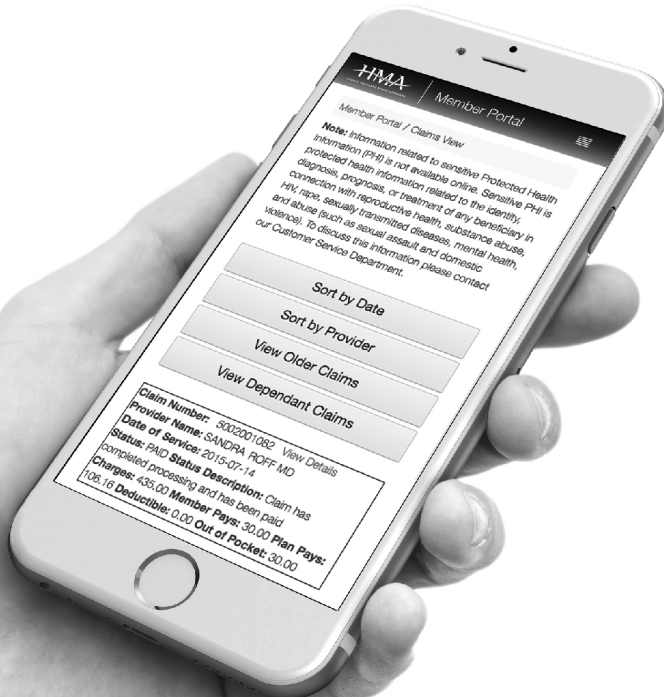 HMA
Member Portal
Member Portal / Claims View
Note: Information related to sensitive Protected Health
Information (PHI) is not available online. Sensitive PHI is
protected health information related to the identity,
diagnosis, prognosis, or treatment of any beneficiary in
connection with reproductive health, substance abuse,
HIV, rape, sexually transmitted diseases, mental health,
and abuse (such as sexual assault and domestic
violence). To discuss this information please contact
our Customer Service Department.
Sort by Date
Sort by Provider
View Older Claims
View Dependant Claims
Claim Number: 5002001082 View Details
Provider Name: SANDRA ROFF MD
Date of Service: 2015-07-14
Status: PAID Status Description: Claim has
completed processing and has been paid
Charges: 435.00 Member Pays: 30.00 Plan Pays:
106.16 Deductible: 0.00 Out of Pocket: 30.00